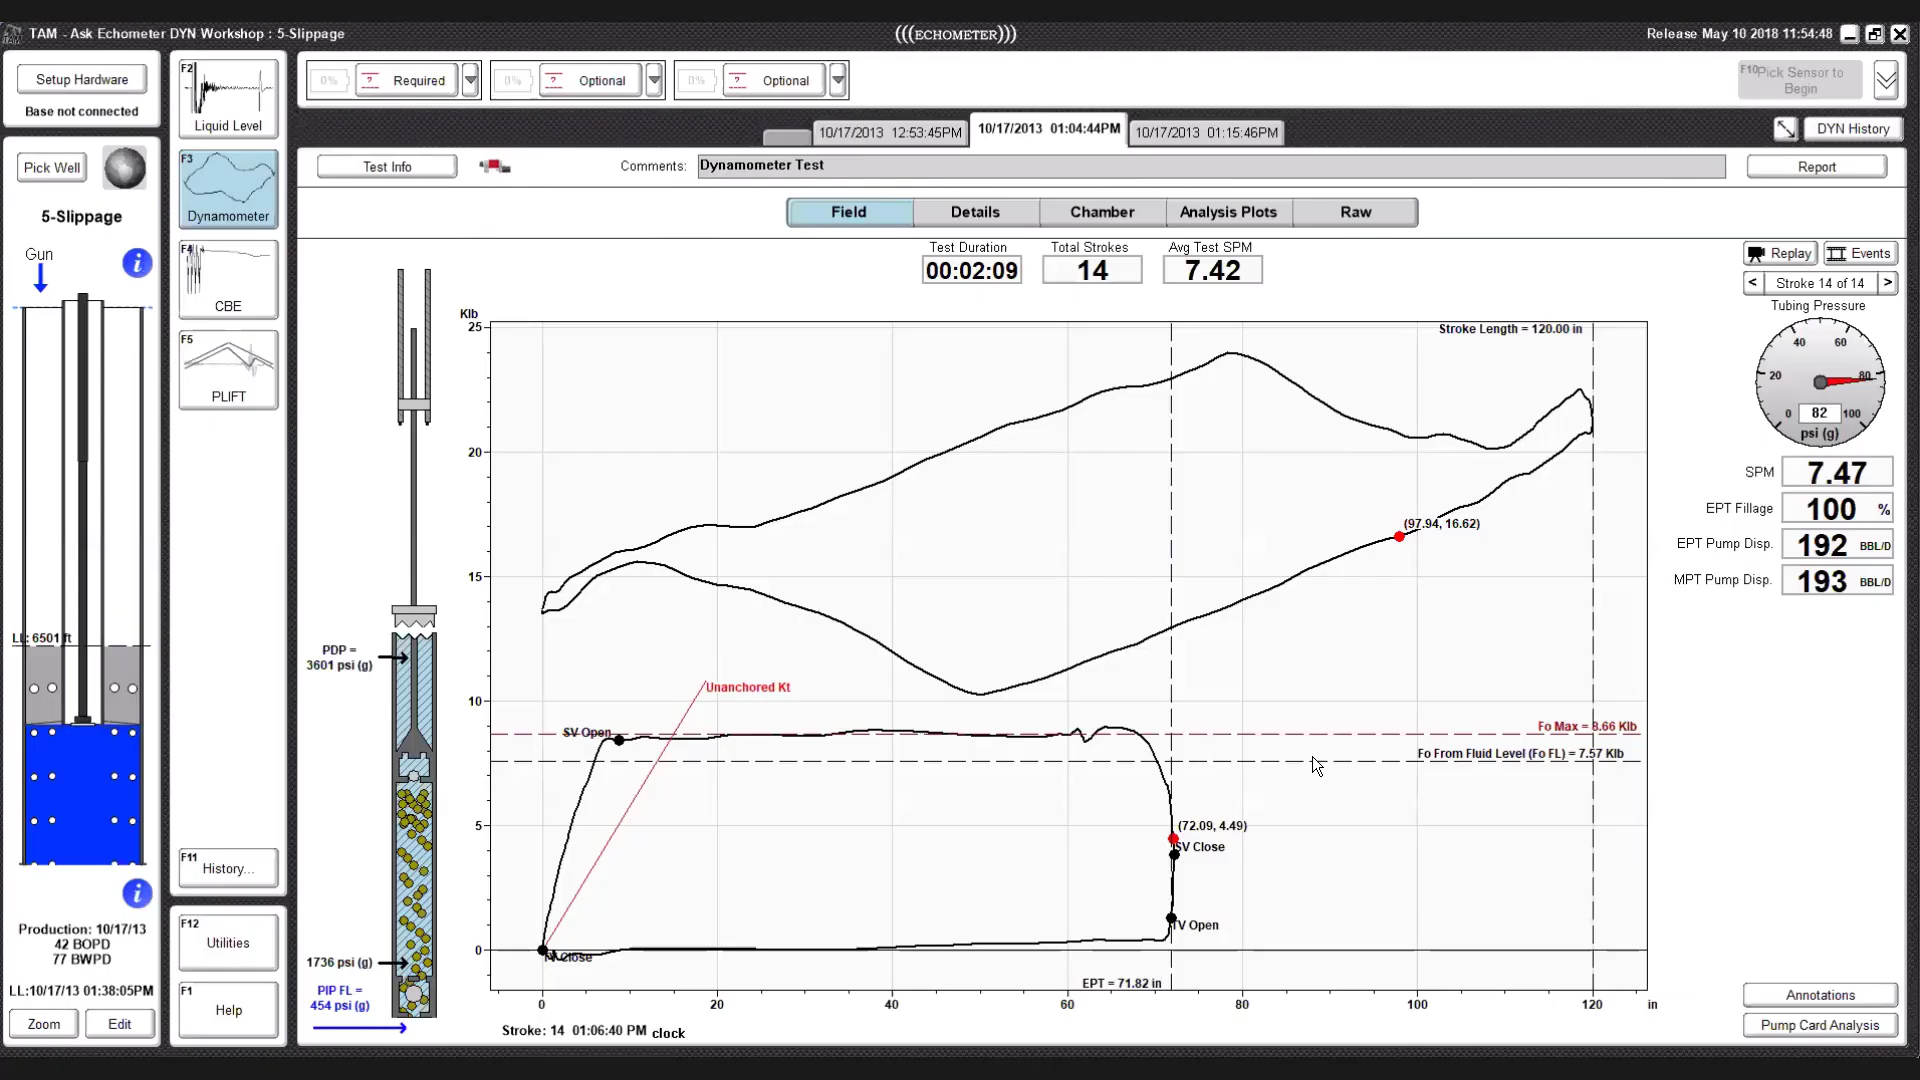 TAM - Ask Echometer DYN Workshop : 5-Slippage
(((ECHOMETER)))
Release May 10 2018 11:54:48
Setup Hardware
Base not connected
Pick Well
5-Slippage
Gun
LL: 6501 ft
Production: 10/17/13
42 BOPD
77 BWPD
LL:10/17/13 01:38:05PM
Zoom
Edit
F2
Liquid Level
F3
Dynamometer
F4
CBE
F5
PLIFT
F11
History...
F12
Utilities
F1
Help
0%
? Required
0%
? Optional
0%
? Optional
F10 Pick Sensor to
Begin
10/17/2013 12:53:45PM
10/17/2013 01:04:44PM
10/17/2013 01:15:46PM
DYN History
Test Info
Comments:
Dynamometer Test
Report
Field
Details
Chamber
Analysis Plots
Raw
Test Duration
00:02:09
Total Strokes
14
Avg Test SPM
7.42
Replay
Events
< Stroke 14 of 14 >
Tubing Pressure
0 20 40 60 80 100
82
psi (g)
SPM 7.47
EPT Fillage 100 %
EPT Pump Disp. 192 BBL/D
MPT Pump Disp. 193 BBL/D
Klb
25
20
15
10
5
0
Stroke Length = 120.00 in
(97.94, 16.62)
Unanchored Kt
SV Open
Fo Max = 8.66 Klb
Fo From Fluid Level (Fo FL) = 7.57 Klb
(72.09, 4.49)
SV Close
TV Open
TV Close
EPT = 71.82 in
0 20 40 60 80 100 120 in
Stroke: 14 01:06:40 PM clock
PDP =
3601 psi (g)
1736 psi (g)
PIP FL =
454 psi (g)
Annotations
Pump Card Analysis